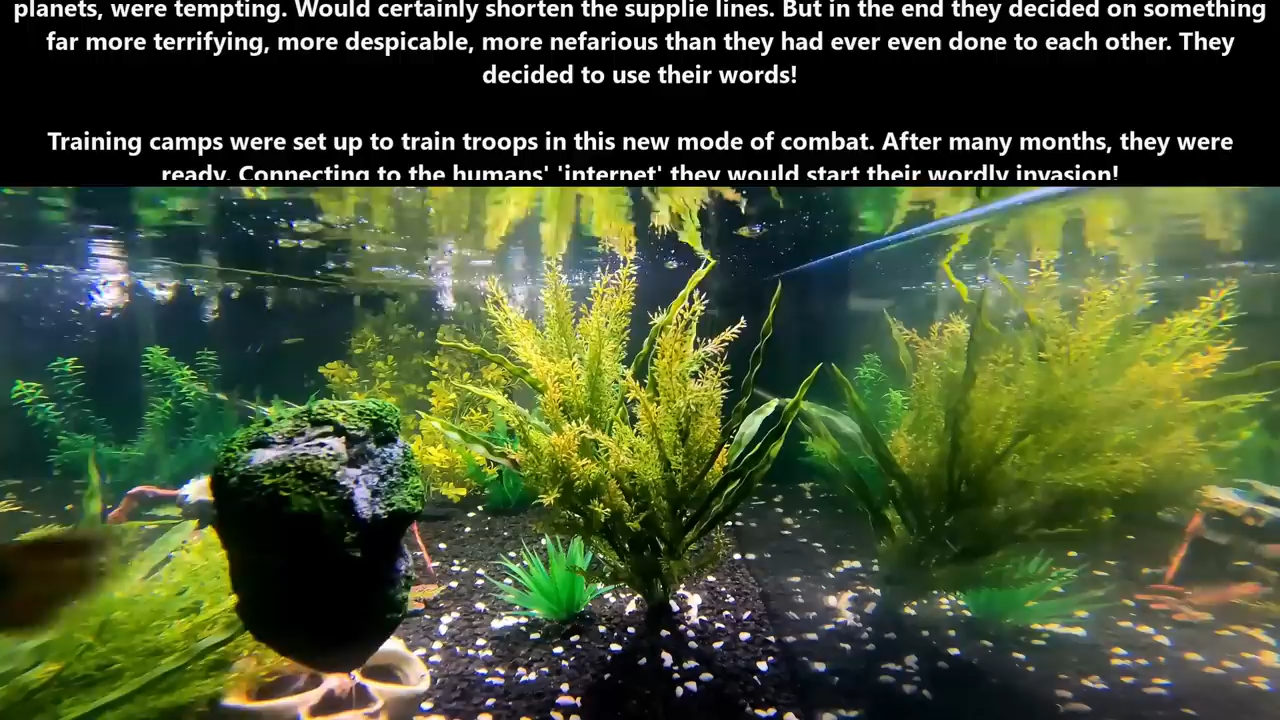 planets, were tempting. Would certainly shorten the supplie lines. But in the end they decided on something
far more terrifying, more despicable, more nefarious than they had ever even done to each other. They
decided to use their words!
Training camps were set up to train troops in this new mode of combat. After many months, they were
ready. Connecting to the humans' 'internet' they would start their wordly invasion!